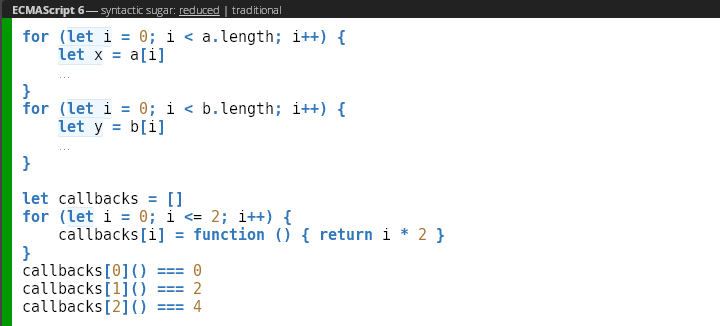 ECMAScript 6 — syntactic sugar: reduced | traditional
for (let i = 0; i < a.length; i++) {
    let x = a[i]
    …
}
for (let i = 0; i < b.length; i++) {
    let y = b[i]
    …
}
let callbacks = []
for (let i = 0; i <= 2; i++) {
    callbacks[i] = function () { return i * 2 }
}
callbacks[0]() === 0
callbacks[1]() === 2
callbacks[2]() === 4